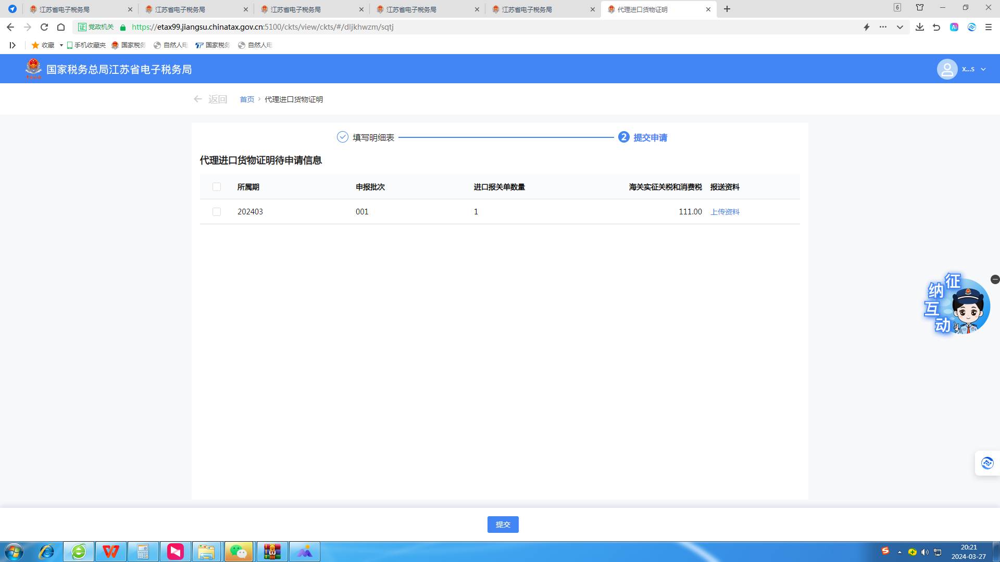 江苏省电子税务局
江苏省电子税务局
江苏省电子税务局
江苏省电子税务局
江苏省电子税务局
代理进口货物证明
6
证 党政机关 https://etax99.jiangsu.chinatax.gov.cn:5100/ckts/view/ckts/#/dljkhwzm/sqtj
AI
收藏 手机收藏夹 国家税务 自然人电 国家税务 自然人电
国家税务总局江苏省电子税务局
x...s
返回 首页 > 代理进口货物证明
填写明细表 2 提交申请
代理进口货物证明待申请信息
所属期 申报批次 进口报关单数量 海关实征关税和消费税 报送资料
202403 001 1 111.00 上传资料
征纳互动
提交
20:21
2024-03-27